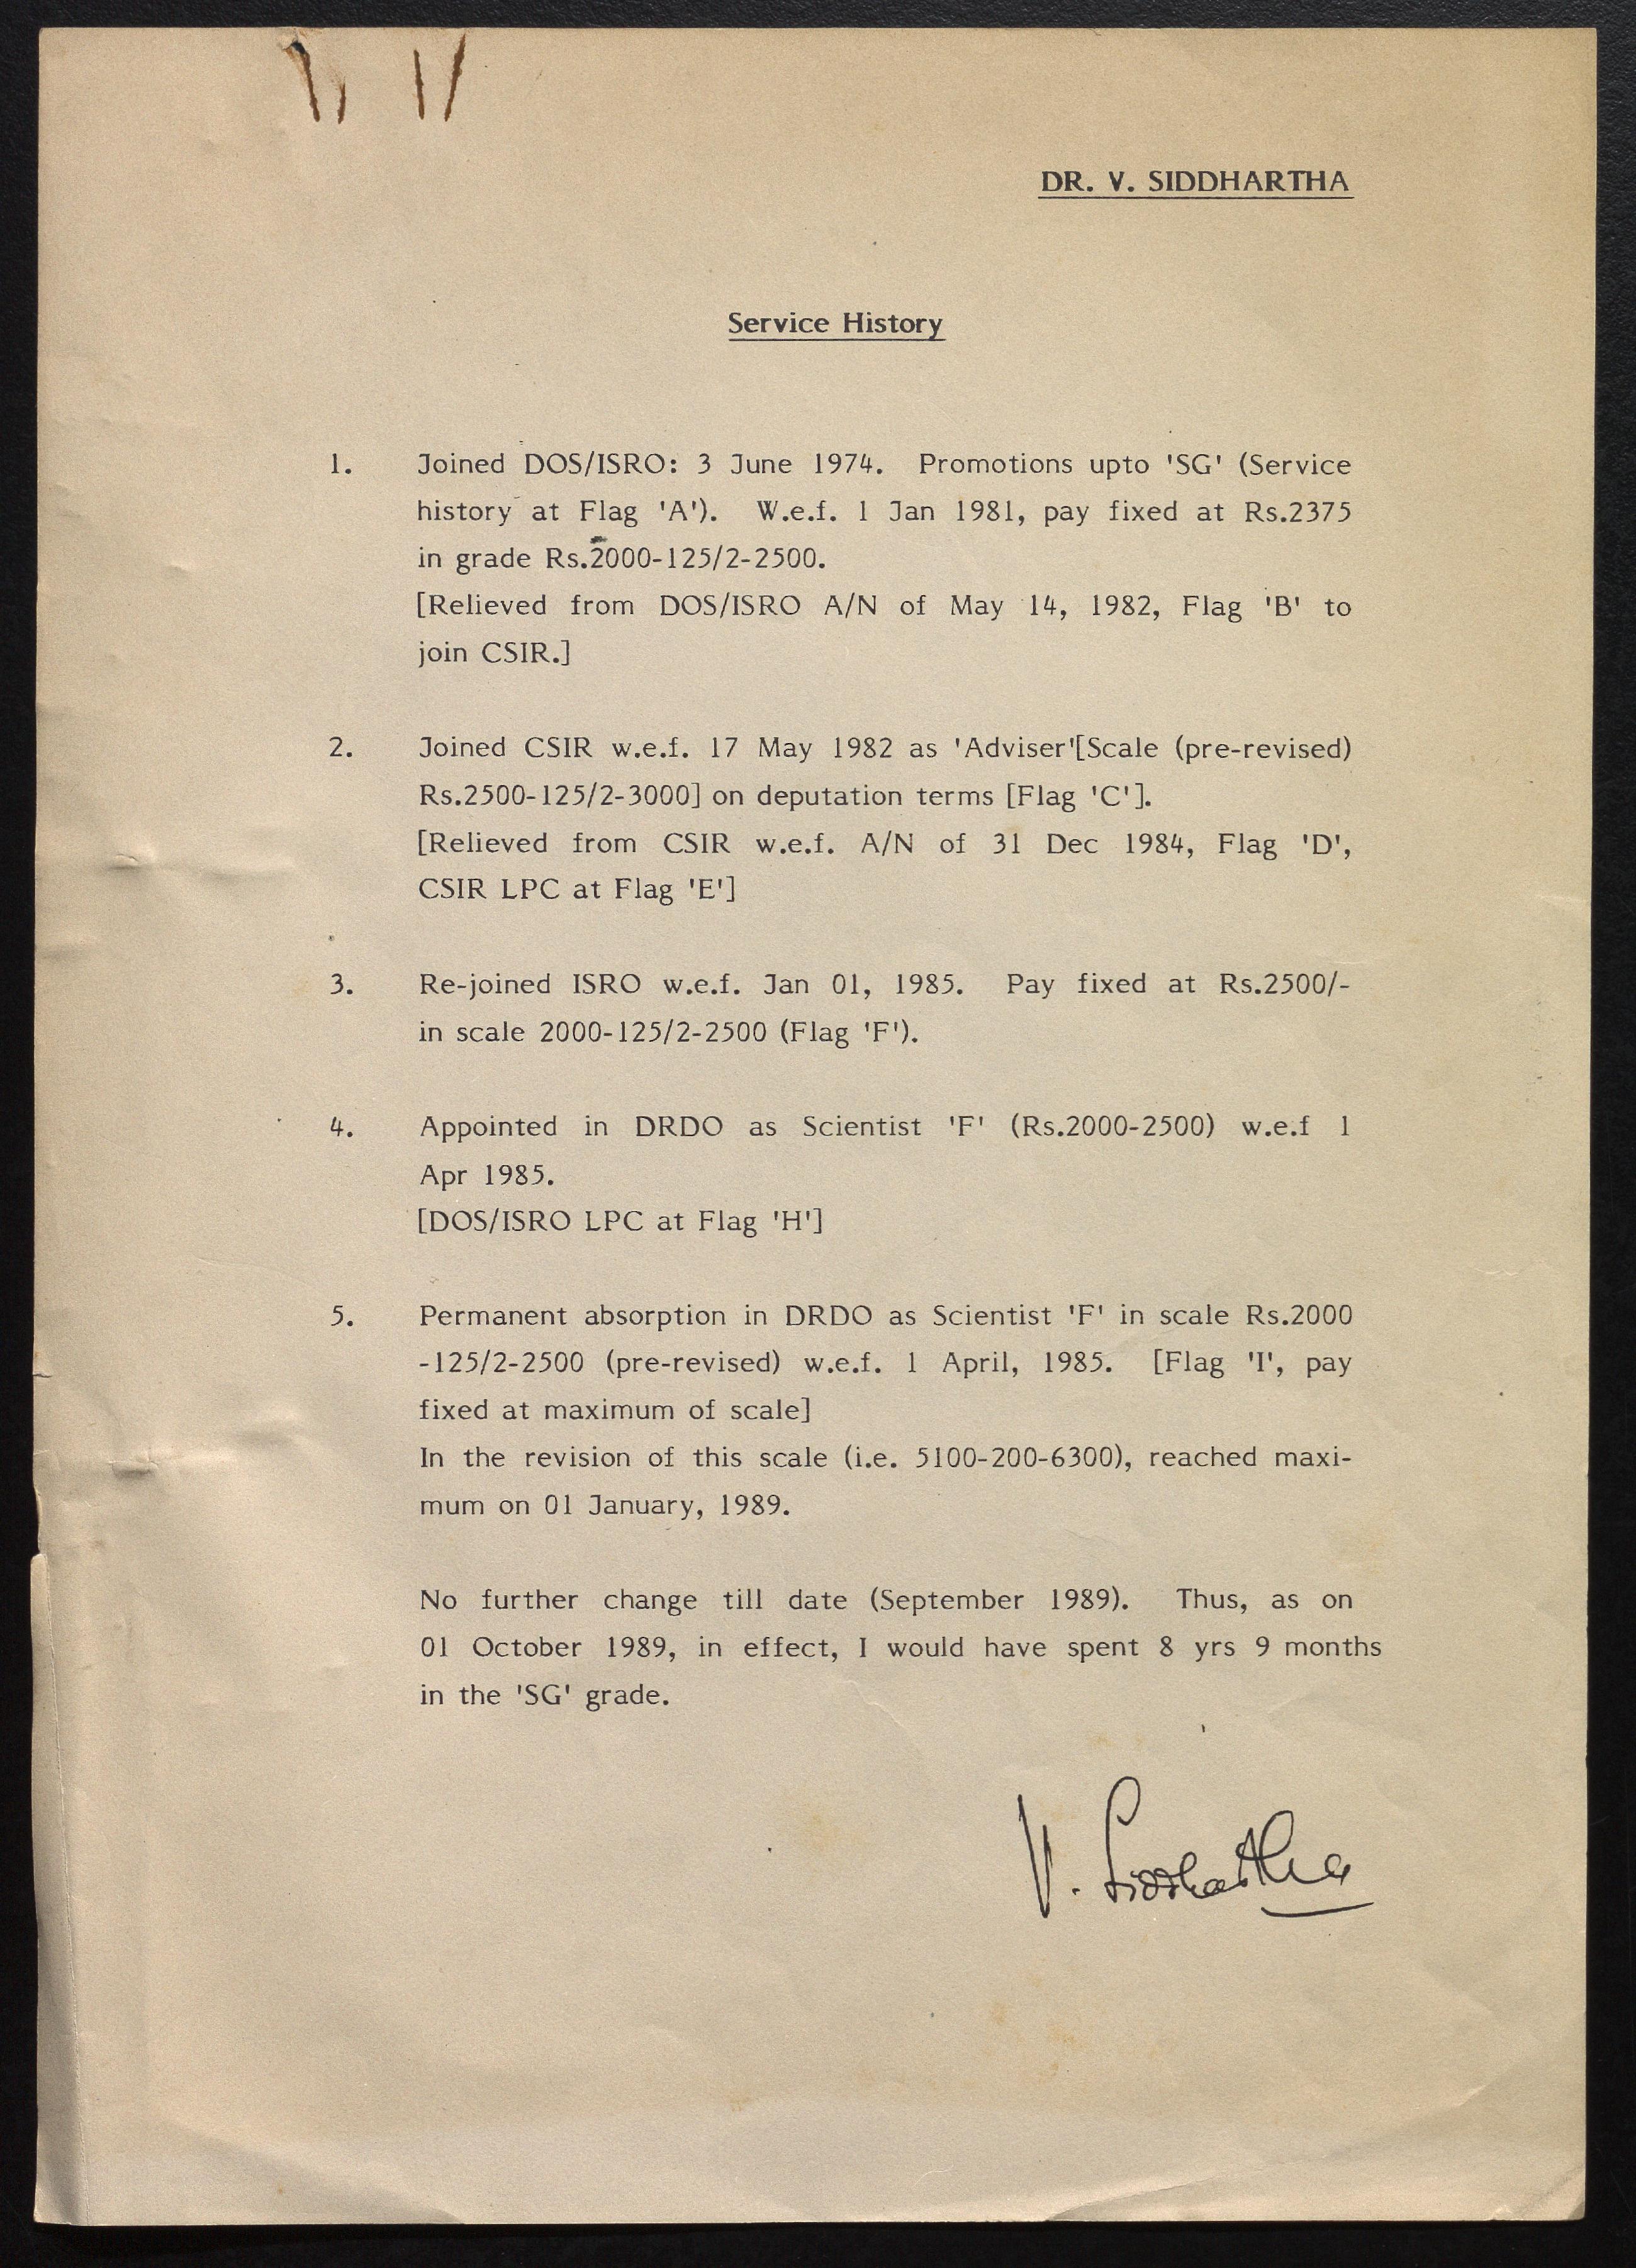 DR. V. SIDDHARTHA
Service History
1. Joined DOS/ISRO: 3 June 1974. Promotions upto 'SG' (Service
history at Flag 'A'). W.e.f. 1 Jan 1981, pay fixed at Rs.2375
in grade Rs.2000-125/2-2500.
[Relieved from DOS/ISRO A/N of May 14, 1982, Flag 'B' to
join CSIR.]
2. Joined CSIR w.e.f. 17 May 1982 as 'Adviser'[Scale (pre-revised)
Rs.2500-125/2-3000] on deputation terms [Flag 'C'].
[Relieved from CSIR w.e.f. A/N of 31 Dec 1984, Flag 'D',
CSIR LPC at Flag 'E']
3. Re-joined ISRO w.e.f. Jan 01, 1985. Pay fixed at Rs.2500/-
in scale 2000-125/2-2500 (Flag 'F').
4. Appointed in DRDO as Scientist 'F' (Rs.2000-2500) w.e.f 1
Apr 1985.
[DOS/ISRO LPC at Flag 'H']
5. Permanent absorption in DRDO as Scientist 'F' in scale Rs.2000
-125/2-2500 (pre-revised) w.e.f. 1 April, 1985. [Flag 'I', pay
fixed at maximum of scale]
In the revision of this scale (i.e. 5100-200-6300), reached maxi-
mum on 01 January, 1989.
No further change till date (September 1989). Thus, as on
01 October 1989, in effect, I would have spent 8 yrs 9 months
in the 'SG' grade.
V. Siddhartha